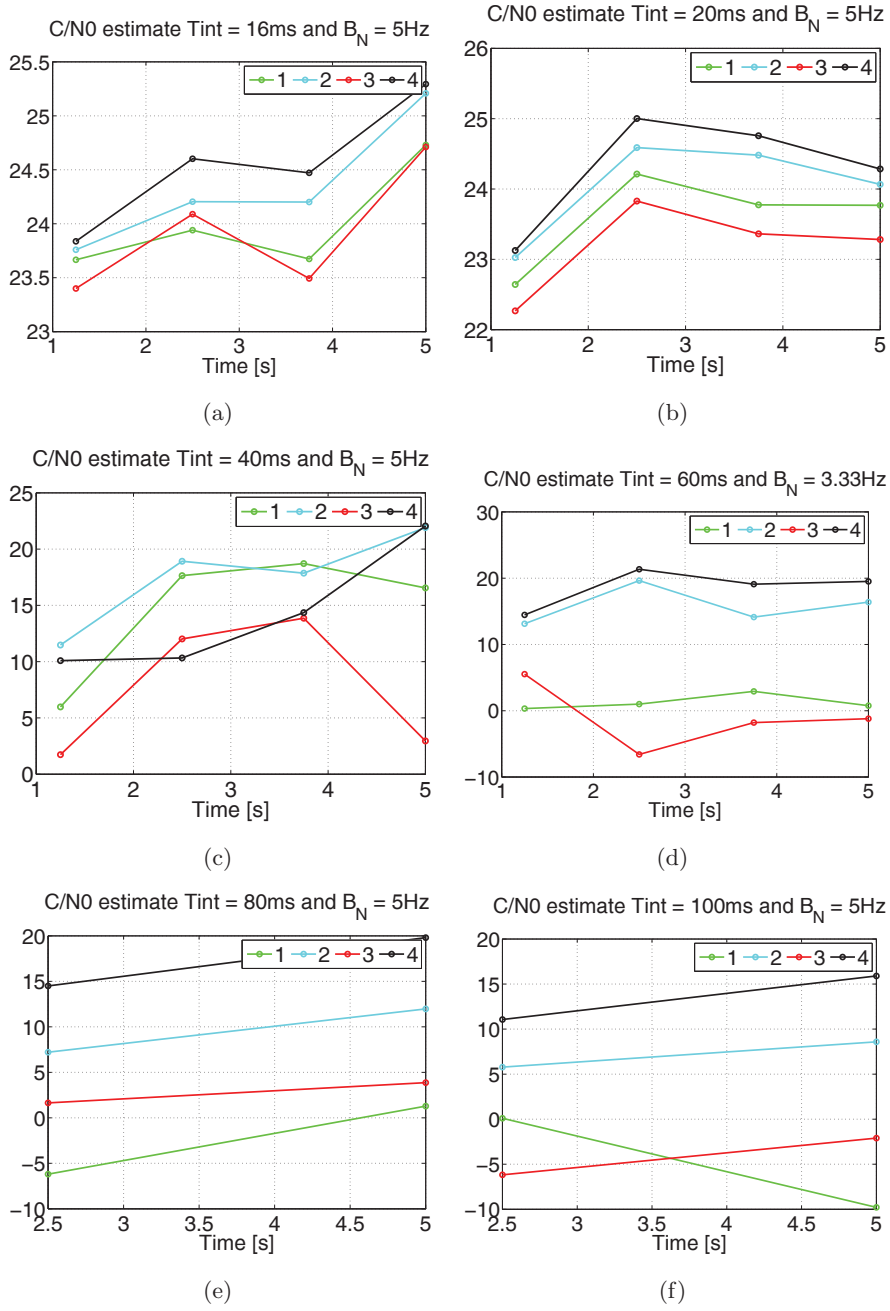 C/N0 estimate Tint = 16ms and B_N = 5Hz
25.5
25
24.5
24
23.5
23
1 2 3 4
1 2 3 4 5
Time [s]
(a)
C/N0 estimate Tint = 20ms and B_N = 5Hz
26
25
24
23
22
1 2 3 4
1 2 3 4 5
Time [s]
(b)
C/N0 estimate Tint = 40ms and B_N = 5Hz
25
20
15
10
5
0
1 2 3 4
1 2 3 4 5
Time [s]
(c)
C/N0 estimate Tint = 60ms and B_N = 3.33Hz
30
20
10
0
−10
1 2 3 4
1 2 3 4 5
Time [s]
(d)
C/N0 estimate Tint = 80ms and B_N = 5Hz
20
15
10
5
0
−5
−10
1 2 3 4
2.5 3 3.5 4 4.5 5
Time [s]
(e)
C/N0 estimate Tint = 100ms and B_N = 5Hz
20
15
10
5
0
−5
−10
1 2 3 4
2.5 3 3.5 4 4.5 5
Time [s]
(f)